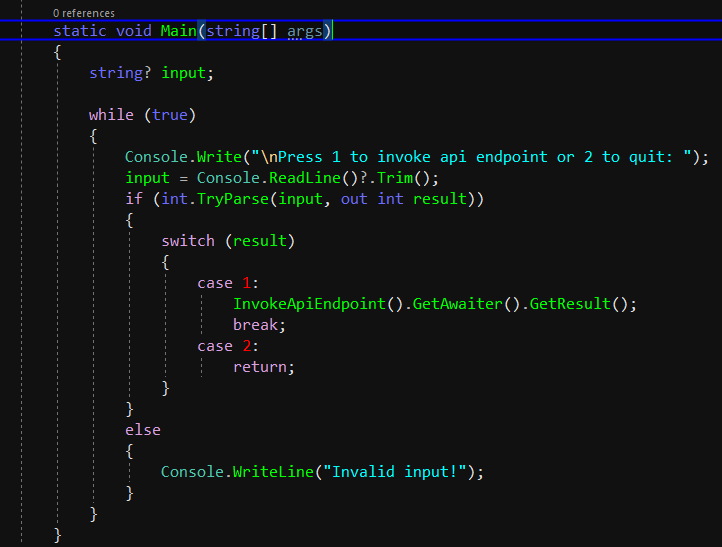 0 references
static void Main(string[] args)
{
string? input;
while (true)
{
Console.Write("\nPress 1 to invoke api endpoint or 2 to quit: ");
input = Console.ReadLine()?.Trim();
if (int.TryParse(input, out int result))
{
switch (result)
{
case 1:
InvokeApiEndpoint().GetAwaiter().GetResult();
break;
case 2:
return;
}
}
else
{
Console.WriteLine("Invalid input!");
}
}
}